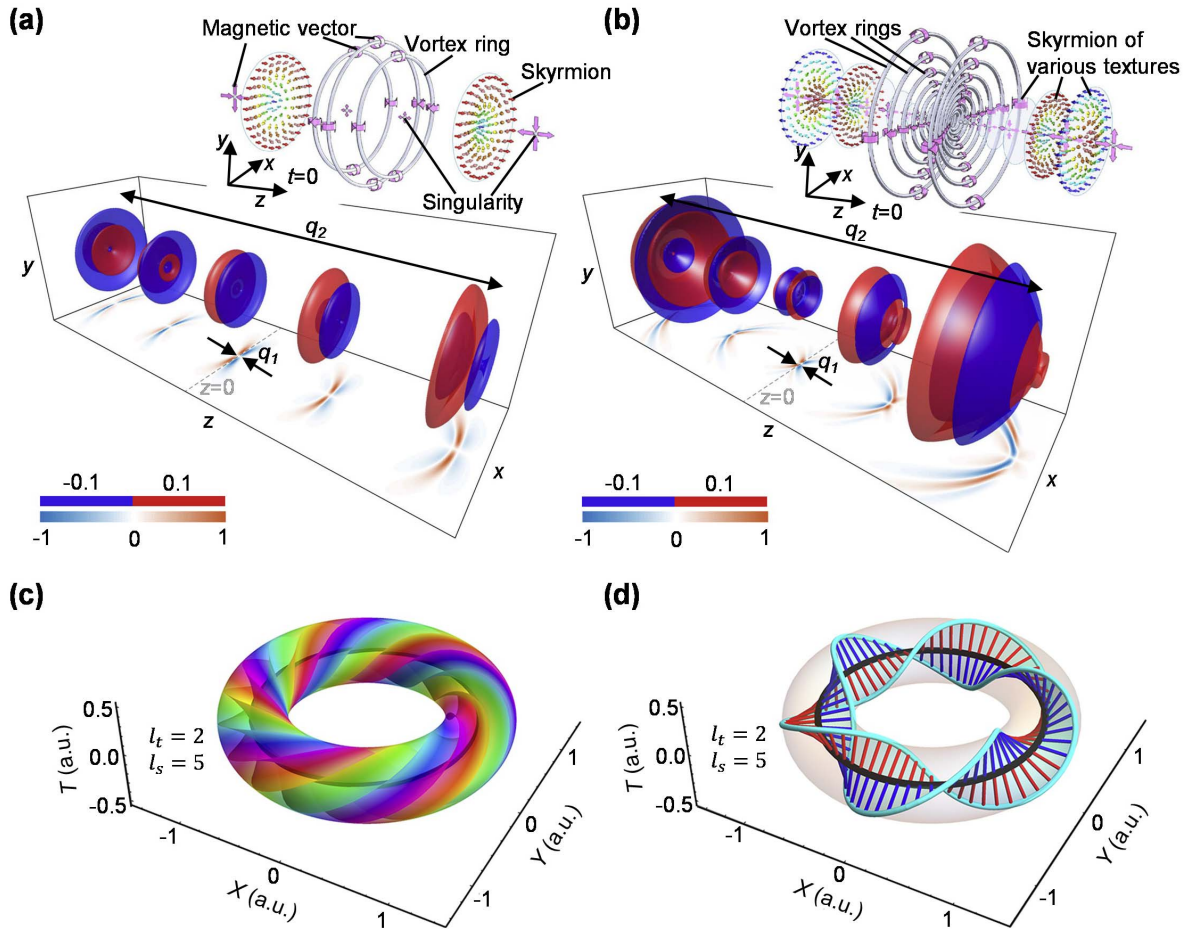 (a)
Magnetic vector
Vortex ring
Skyrmion
y
x
z
t=0
Singularity
q2
y
q1
z=0
z
x
-0.1
0.1
-1
0
1
(b)
Vortex rings
Skyrmion of
various textures
y
x
z
t=0
q2
y
q1
z=0
z
x
-0.1
0.1
-1
0
1
(c)
0.5
0.0
-0.5
T (a.u.)
lt = 2
ls = 5
-1
0
1
X (a.u.)
-1
0
1
Y (a.u.)
(d)
0.5
0.0
-0.5
T (a.u.)
lt = 2
ls = 5
-1
0
1
X (a.u.)
-1
0
1
Y (a.u.)